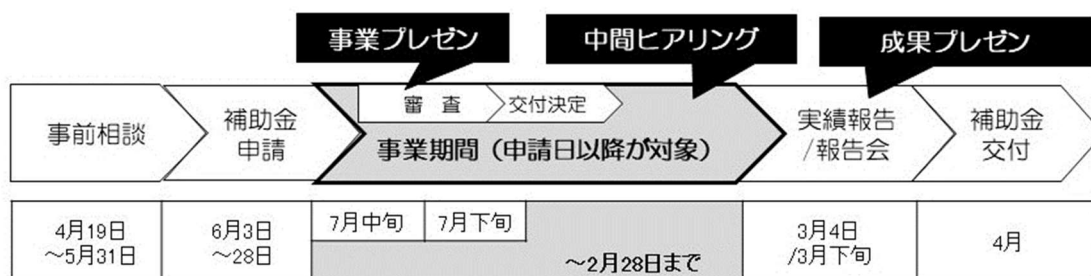 事業プレゼン
中間ヒアリング
成果プレゼン
事前相談
補助金
申請
審 査
交付決定
事業期間（申請日以降が対象）
実績報告
/報告会
補助金
交付
4月19日
～5月31日
6月3日
～28日
7月中旬
7月下旬
～2月28日まで
3月4日
/3月下旬
4月